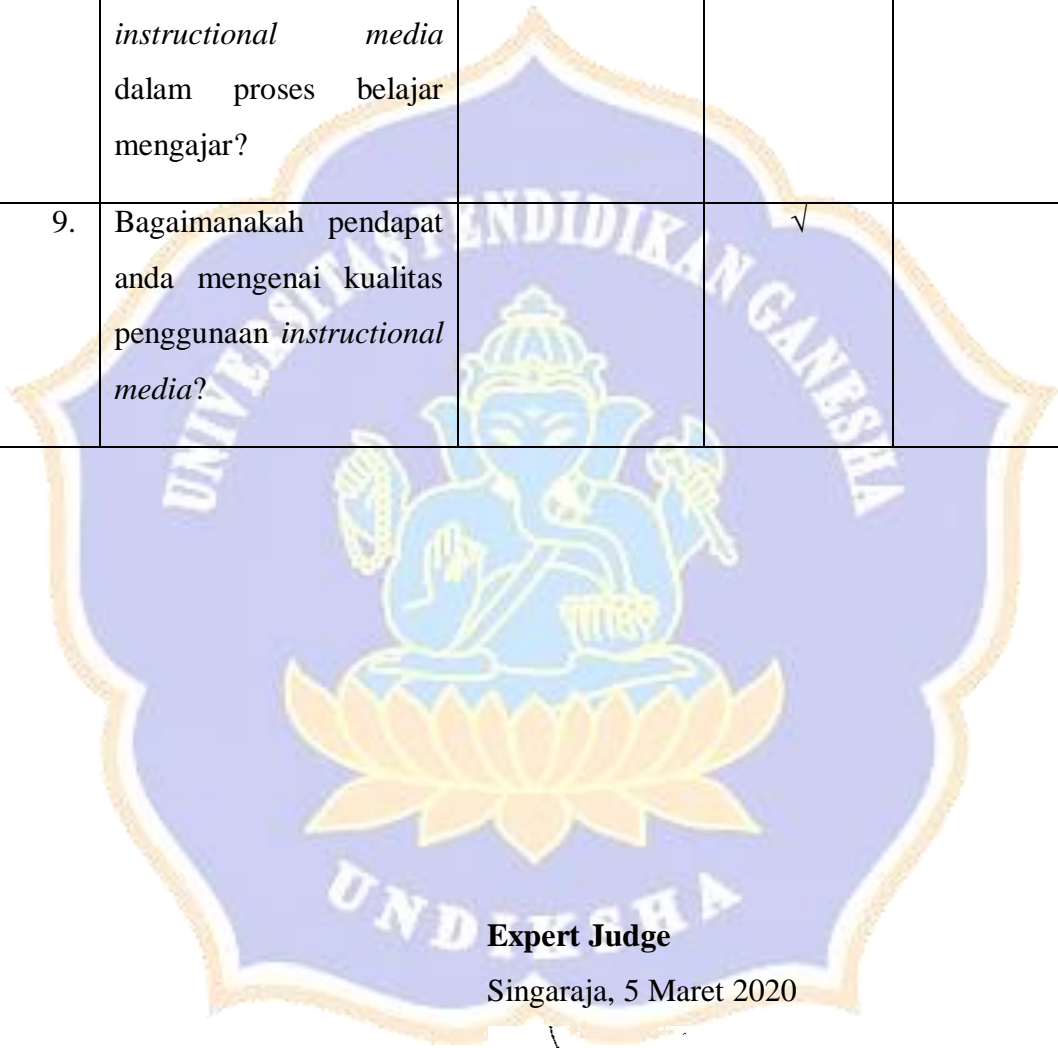 instructional media
dalam proses belajar
mengajar?
9. Bagaimanakah pendapat √
anda mengenai kualitas
penggunaan instructional
media?
UNIVERSITAS PENDIDIKAN GANESHA
UNDIKSHA
Expert Judge
Singaraja, 5 Maret 2020